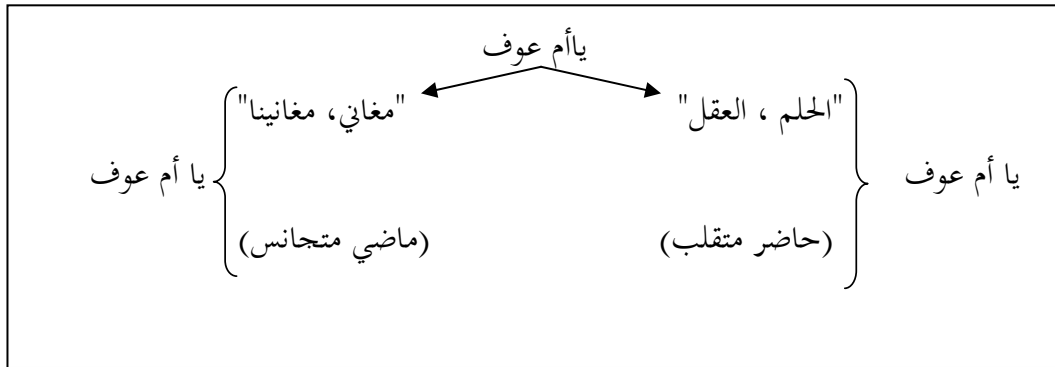 ياأم عوف
"الحلم ، العقل"
"مغاني، مغانينا"
يا أم عوف
يا أم عوف
(حاضر متقلب)
(ماضي متجانس)